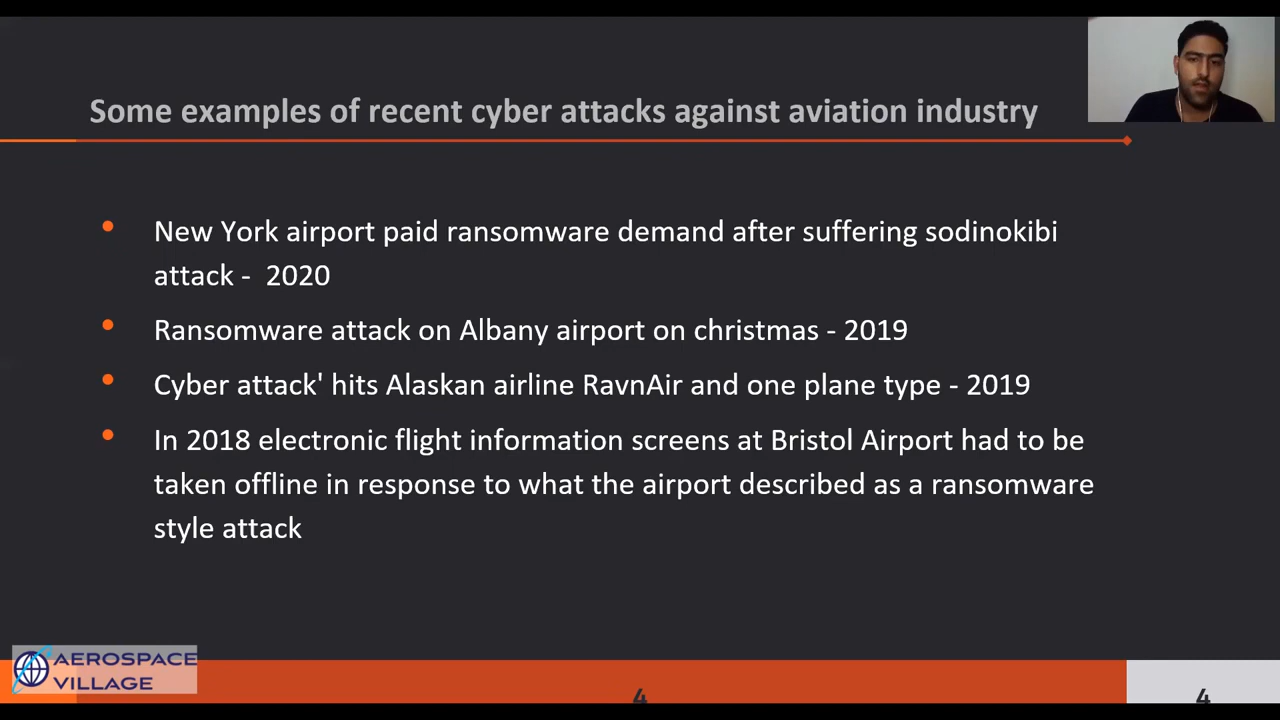 Some examples of recent cyber attacks against aviation industry
New York airport paid ransomware demand after suffering sodinokibi
attack -  2020
Ransomware attack on Albany airport on christmas - 2019
Cyber attack' hits Alaskan airline RavnAir and one plane type - 2019
In 2018 electronic flight information screens at Bristol Airport had to be
taken offline in response to what the airport described as a ransomware
style attack
AEROSPACE
VILLAGE
4
4